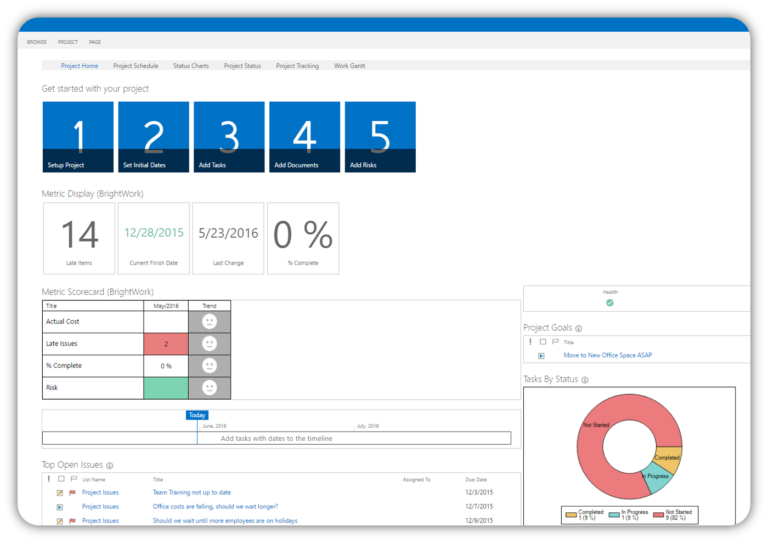 BROWSE PROJECT PAGE
Project Home Project Schedule Status Charts Project Status Project Tracking Work Gantt
Get started with your project
1 2 3 4 5
Setup Project Set Initial Dates Add Tasks Add Documents Add Risks
Metric Display (BrightWork)
14 12/28/2015 5/23/2016 0 %
Late Items Current Finish Date Last Change % Complete
Metric Scorecard (BrightWork)
Title May/2016 Trend
Actual Cost
Late Issues 2
% Complete 0 %
Risk
Health
Project Goals
! Title
Move to New Office Space ASAP
Tasks By Status
Not Started
Completed
In Progress
Completed 1 (9 %) In Progress 1 (9 %) Not Started 9 (82 %)
Today
June, 2016 July, 2016
Add tasks with dates to the timeline
Top Open Issues
! List Name Title Assigned To Due Date
Project Issues Team Training not up to date 12/3/2015
Project Issues Office costs are falling, should we wait longer? 12/7/2015
Project Issues Should we wait until more employees are on holidays 12/9/2015